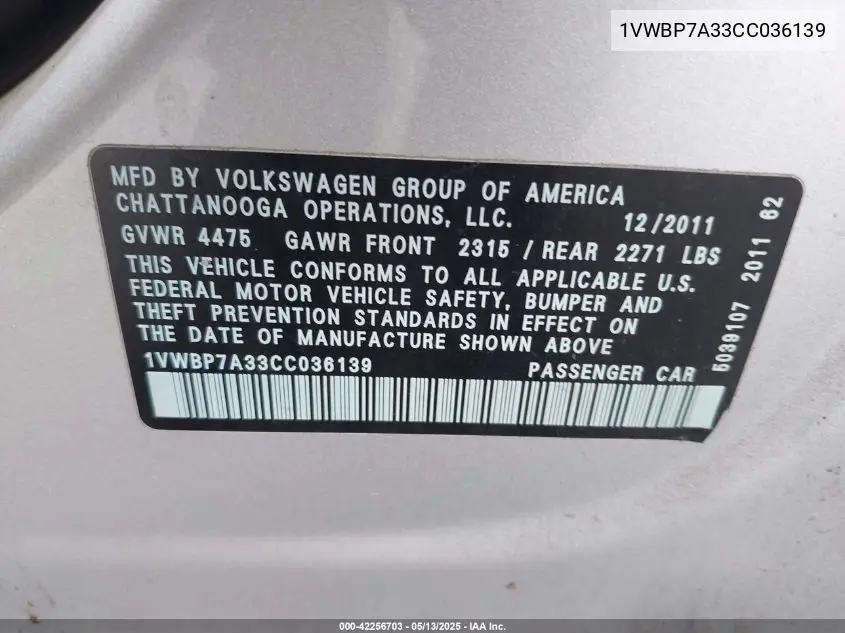 1VWBP7A33CC036139
MFD BY VOLKSWAGEN GROUP OF AMERICA
CHATTANOOGA OPERATIONS, LLC. 12/2011
GVWR 4475 GAWR FRONT 2315 / REAR 2271 LBS
THIS VEHICLE CONFORMS TO ALL APPLICABLE U.S.
FEDERAL MOTOR VEHICLE SAFETY, BUMPER AND
THEFT PREVENTION STANDARDS IN EFFECT ON
THE DATE OF MANUFACTURE SHOWN ABOVE
1VWBP7A33CC036139 PASSENGER CAR
5039107 2011 62
000-42256703 - 05/13/2025 - IAA Inc.